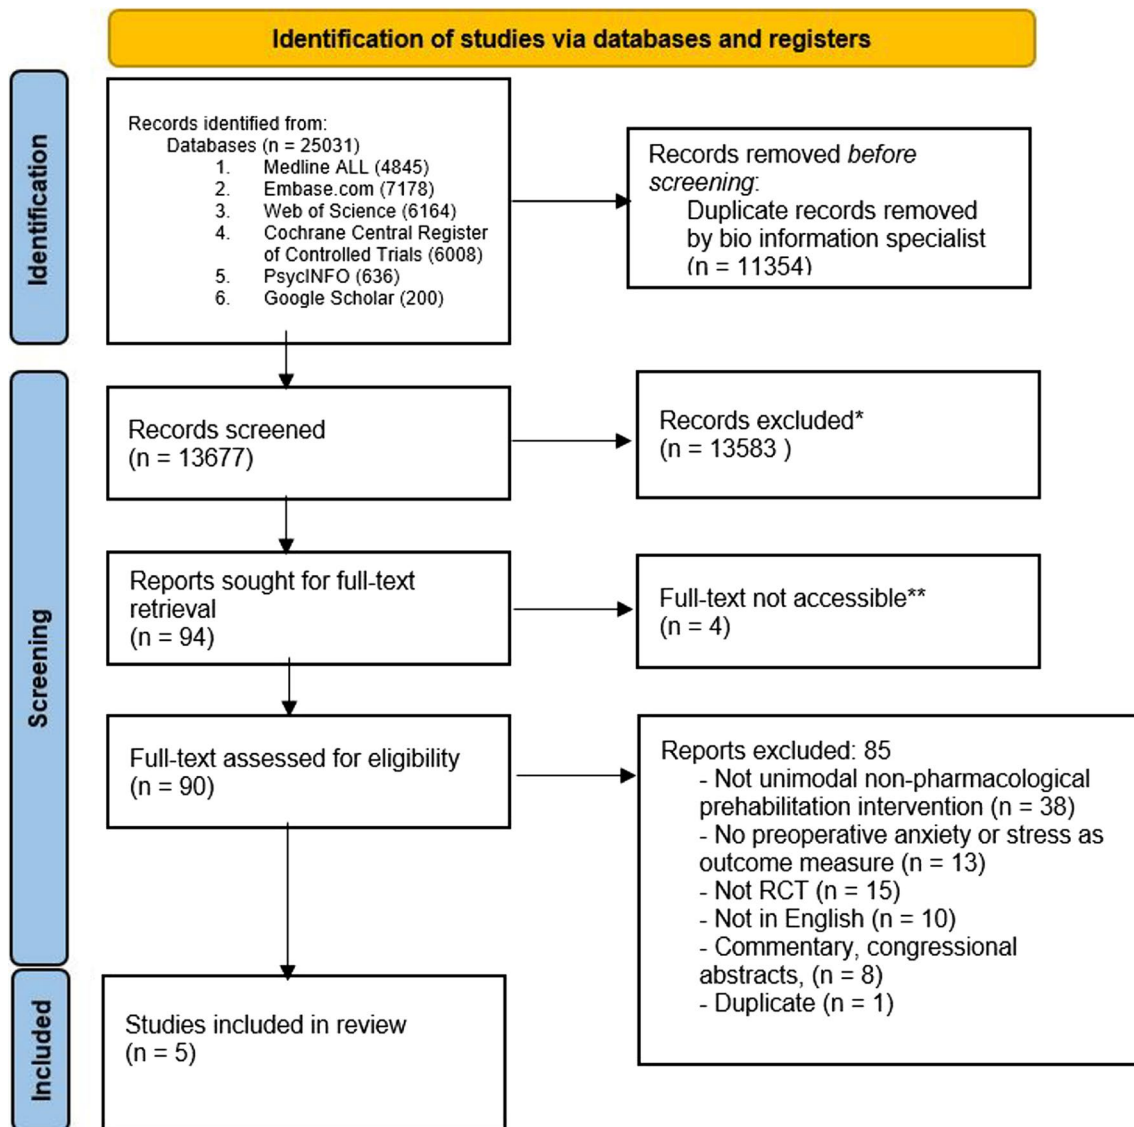 Identification of studies via databases and registers
Identification
Records identified from:
Databases (n = 25031)
1. Medline ALL (4845)
2. Embase.com (7178)
3. Web of Science (6164)
4. Cochrane Central Register
of Controlled Trials (6008)
5. PsycINFO (636)
6. Google Scholar (200)
Records removed before
screening:
Duplicate records removed
by bio information specialist
(n = 11354)
Screening
Records screened
(n = 13677)
Records excluded*
(n = 13583 )
Reports sought for full-text
retrieval
(n = 94)
Full-text not accessible**
(n = 4)
Full-text assessed for eligibility
(n = 90)
Reports excluded: 85
- Not unimodal non-pharmacological
prehabilitation intervention (n = 38)
- No preoperative anxiety or stress as
outcome measure (n = 13)
- Not RCT (n = 15)
- Not in English (n = 10)
- Commentary, congressional
abstracts, (n = 8)
- Duplicate (n = 1)
Included
Studies included in review
(n = 5)